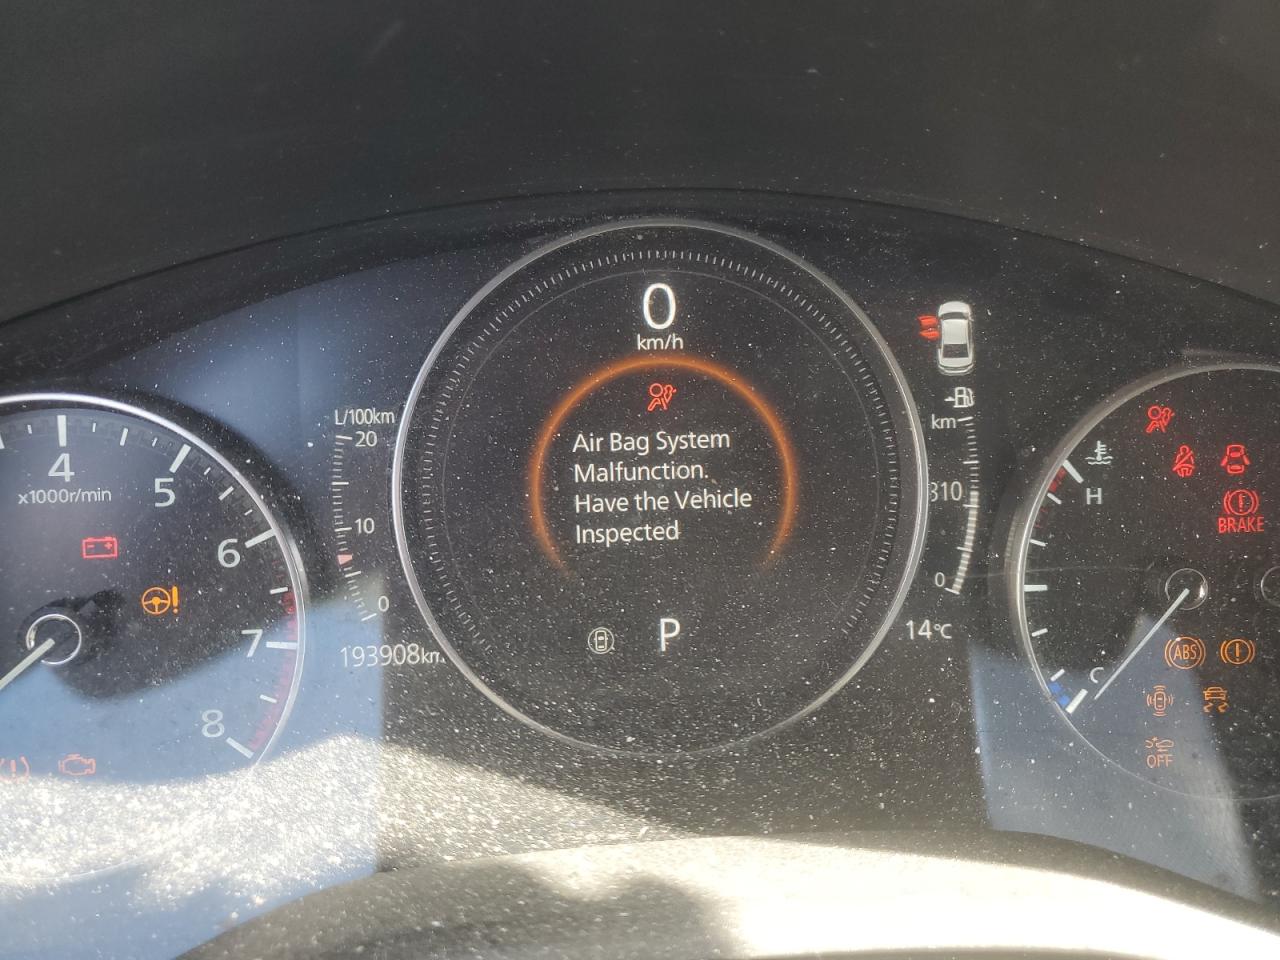 0
km/h
Air Bag System
Malfunction.
Have the Vehicle
Inspected
P
L/100km
20
10
0
193908km
km
310
0
14°C
4
x1000r/min
5
6
7
8
H
C
BRAKE
ABS
OFF